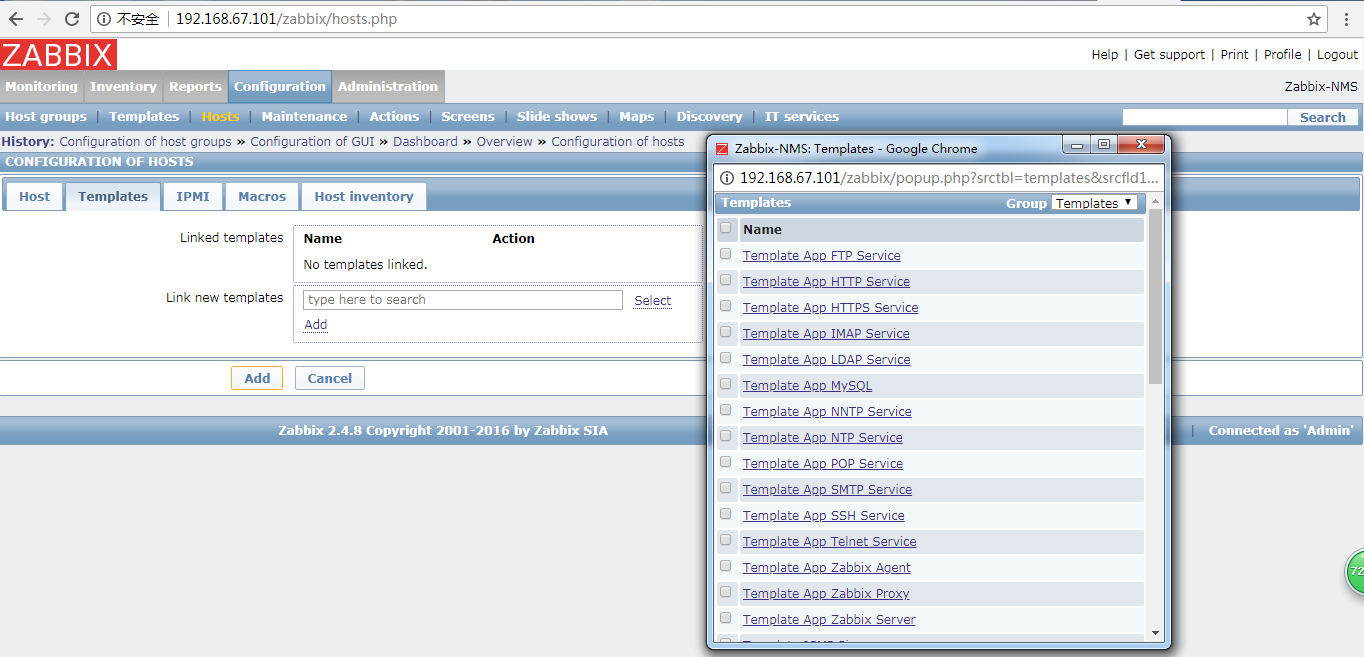 不安全 192.168.67.101/zabbix/hosts.php
ZABBIX
Help | Get support | Print | Profile | Logout
Monitoring Inventory Reports Configuration Administration
Zabbix-NMS
Host groups | Templates | Hosts | Maintenance | Actions | Screens | Slide shows | Maps | Discovery | IT services
Search
History: Configuration of host groups » Configuration of GUI » Dashboard » Overview » Configuration of hosts
CONFIGURATION OF HOSTS
Host Templates IPMI Macros Host inventory
Linked templates
Name Action
No templates linked.
Link new templates
type here to search Select
Add
Add Cancel
Zabbix 2.4.8 Copyright 2001-2016 by Zabbix SIA
| Connected as 'Admin'
Zabbix-NMS: Templates - Google Chrome
192.168.67.101/zabbix/popup.php?srctbl=templates&srcfld1...
Templates Group Templates
Name
Template App FTP Service
Template App HTTP Service
Template App HTTPS Service
Template App IMAP Service
Template App LDAP Service
Template App MySQL
Template App NNTP Service
Template App NTP Service
Template App POP Service
Template App SMTP Service
Template App SSH Service
Template App Telnet Service
Template App Zabbix Agent
Template App Zabbix Proxy
Template App Zabbix Server
72